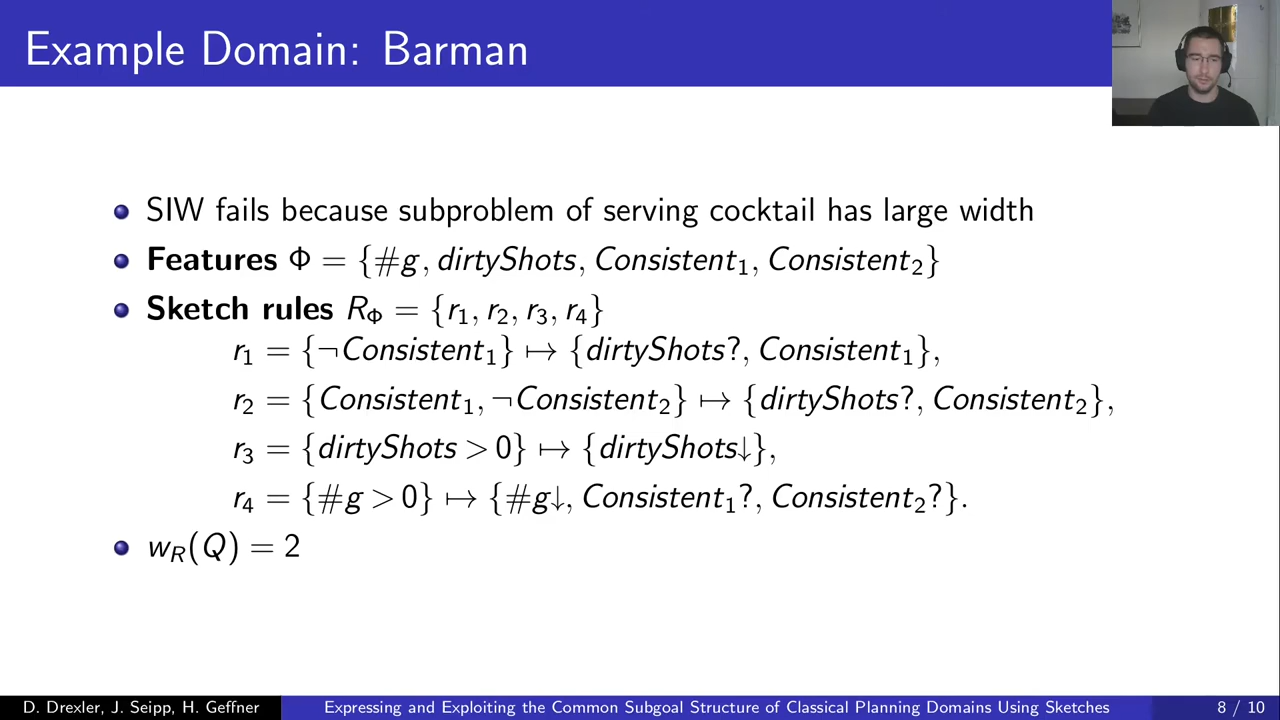 Example Domain: Barman
SIW fails because subproblem of serving cocktail has large width
Features Φ = {#g, dirtyShots, Consistent₁, Consistent₂}
Sketch rules R_Φ = {r₁, r₂, r₃, r₄}
r₁ = {¬Consistent₁} ↦ {dirtyShots?, Consistent₁},
r₂ = {Consistent₁, ¬Consistent₂} ↦ {dirtyShots?, Consistent₂},
r₃ = {dirtyShots > 0} ↦ {dirtyShots↓},
r₄ = {#g > 0} ↦ {#g↓, Consistent₁?, Consistent₂?}.
w_R(Q) = 2
D. Drexler, J. Seipp, H. Geffner
Expressing and Exploiting the Common Subgoal Structure of Classical Planning Domains Using Sketches
8 / 10